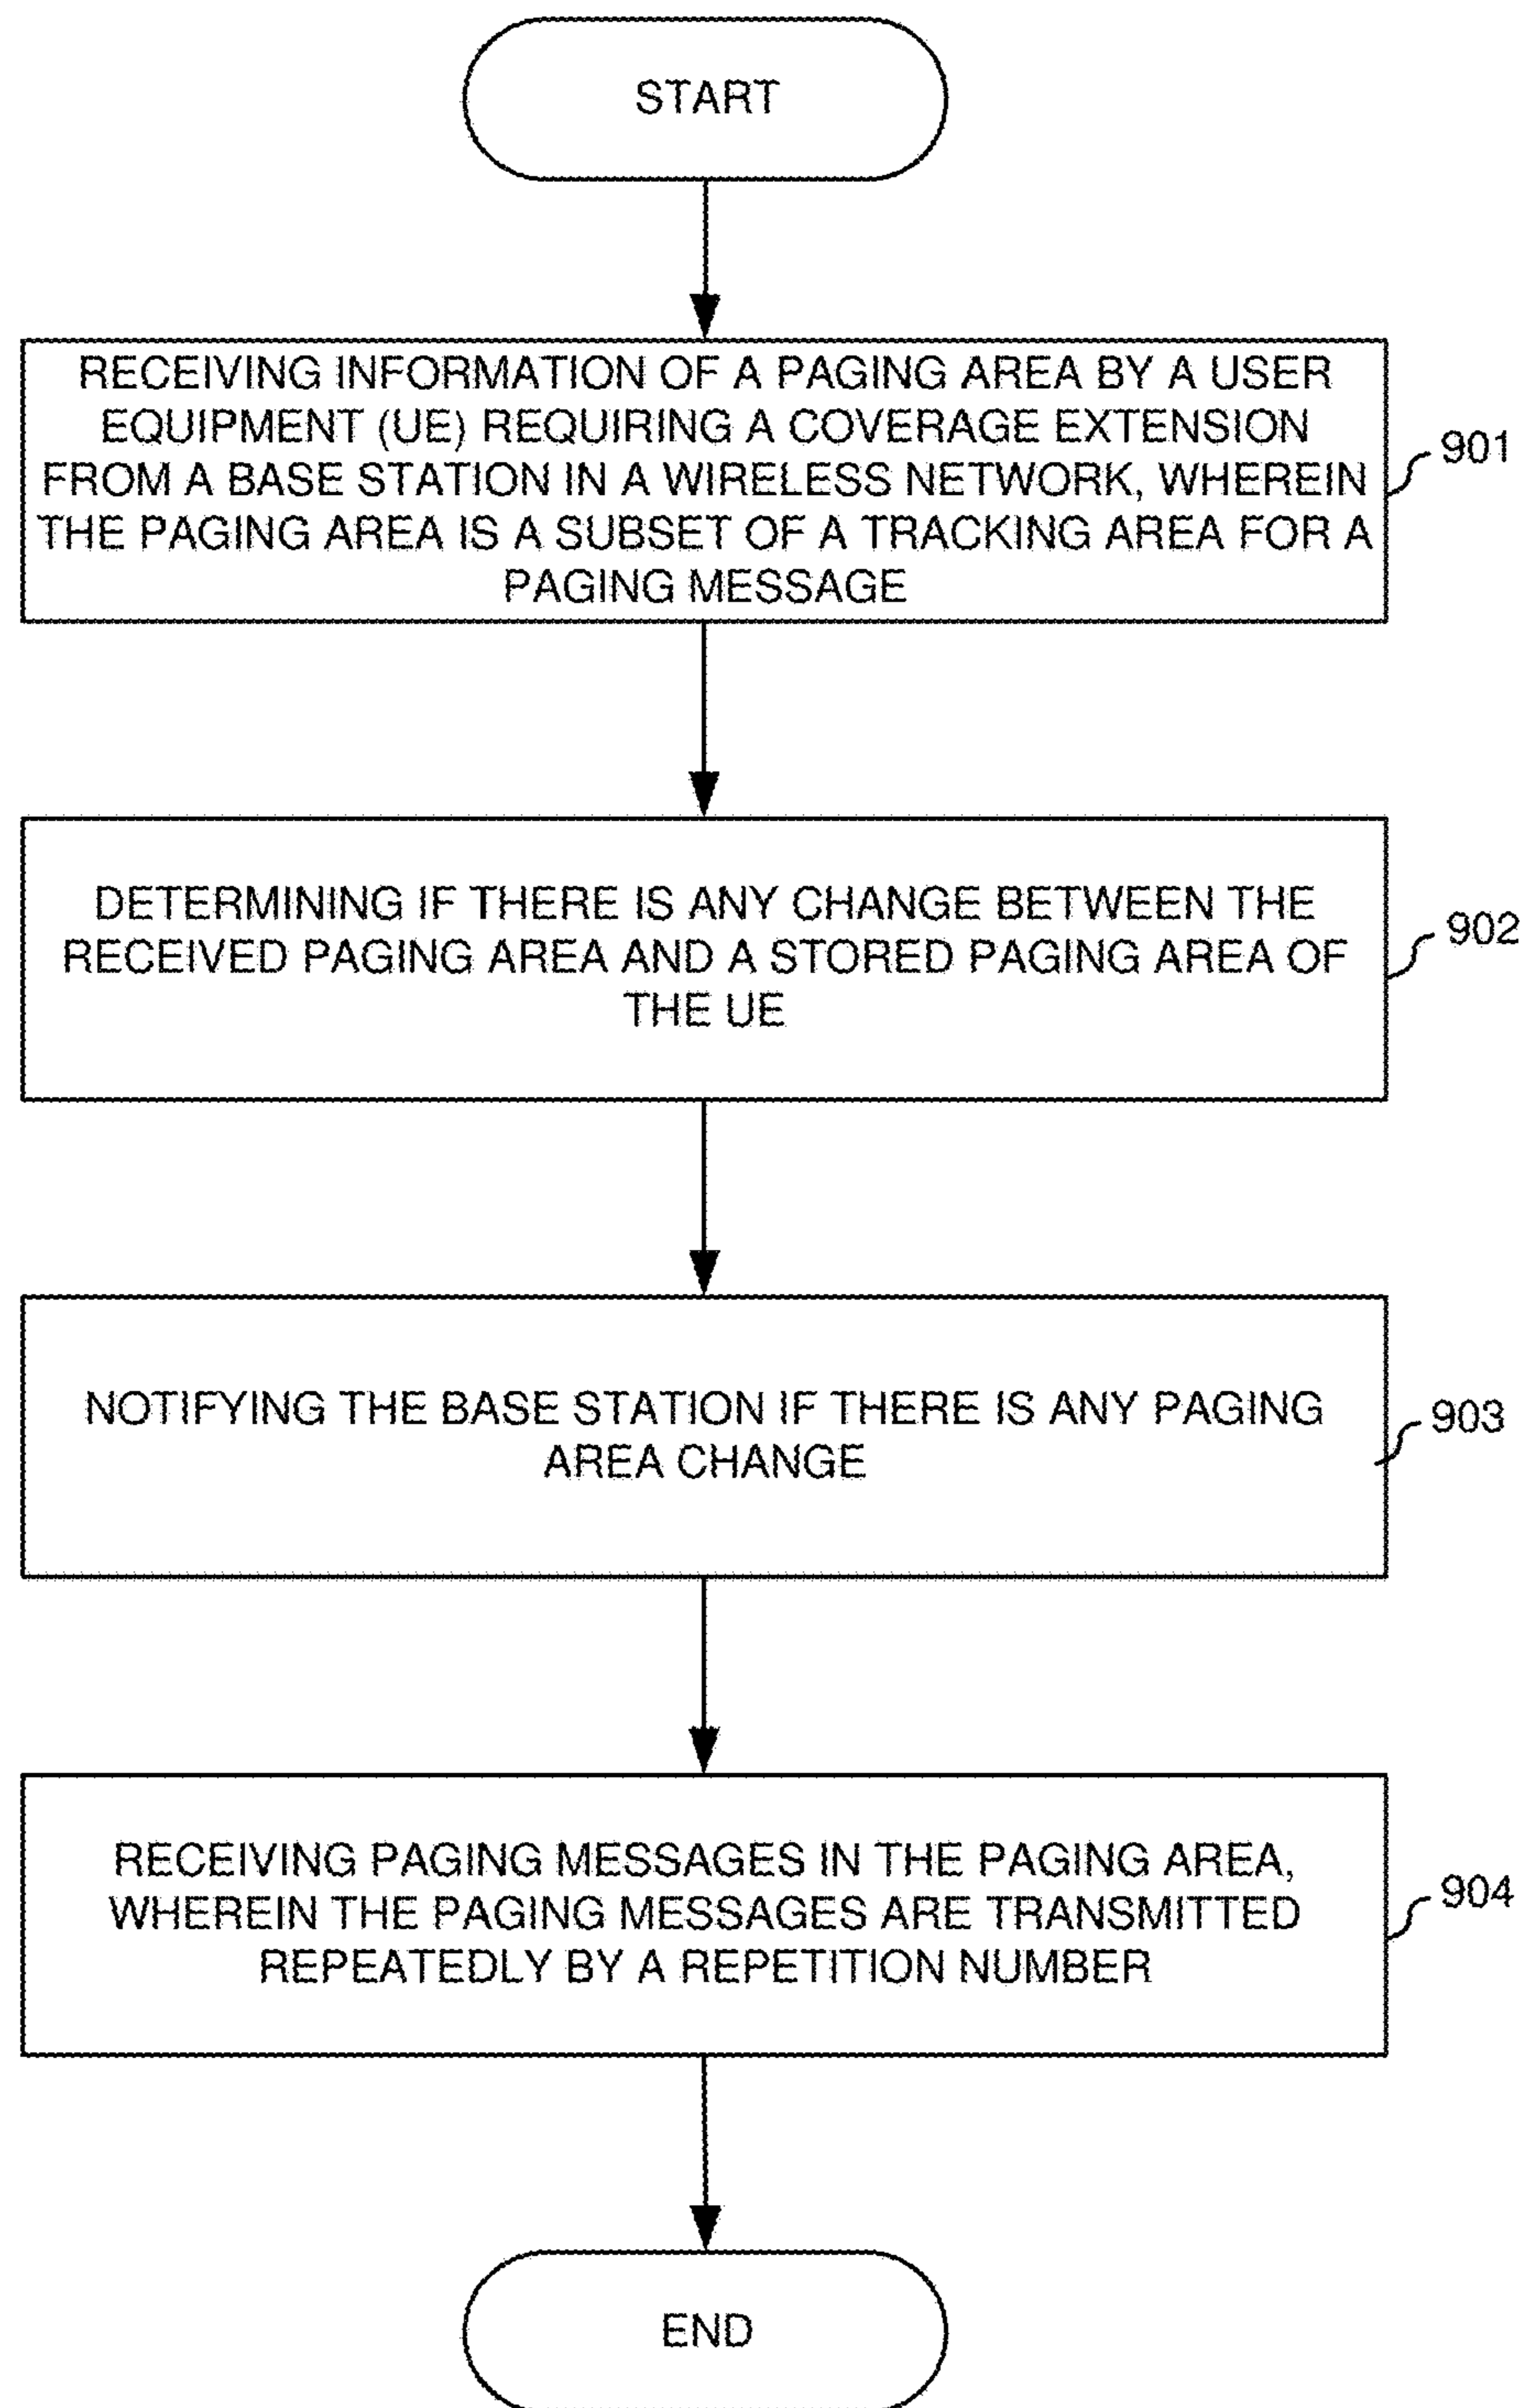 START
RECEIVING INFORMATION OF A PAGING AREA BY A USER
EQUIPMENT (UE) REQUIRING A COVERAGE EXTENSION
FROM A BASE STATION IN A WIRELESS NETWORK, WHEREIN
THE PAGING AREA IS A SUBSET OF A TRACKING AREA FOR A
PAGING MESSAGE
901
DETERMINING IF THERE IS ANY CHANGE BETWEEN THE
RECEIVED PAGING AREA AND A STORED PAGING AREA OF
THE UE
902
NOTIFYING THE BASE STATION IF THERE IS ANY PAGING
AREA CHANGE
903
RECEIVING PAGING MESSAGES IN THE PAGING AREA,
WHEREIN THE PAGING MESSAGES ARE TRANSMITTED
REPEATEDLY BY A REPETITION NUMBER
904
END